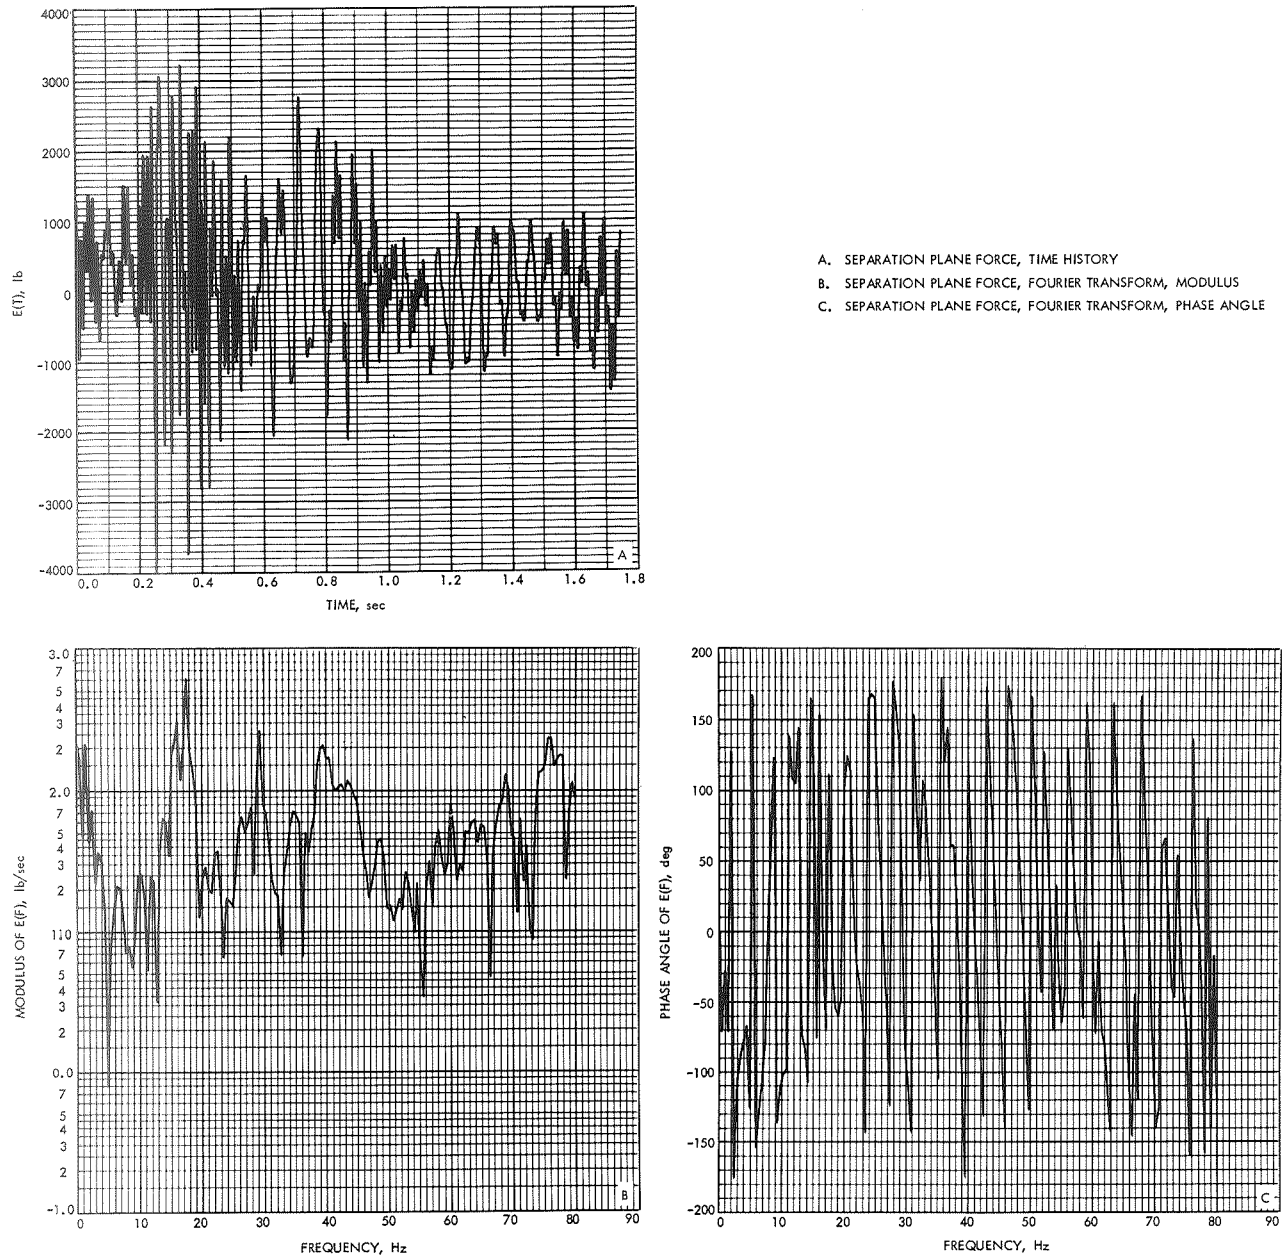 4000
3000
2000
1000
0
-1000
-2000
-3000
-4000
E(T), lb
0.0 0.2 0.4 0.6 0.8 1.0 1.2 1.4 1.6 1.8
TIME, sec
A
A. SEPARATION PLANE FORCE, TIME HISTORY
B. SEPARATION PLANE FORCE, FOURIER TRANSFORM, MODULUS
C. SEPARATION PLANE FORCE, FOURIER TRANSFORM, PHASE ANGLE
3.0
7
5
4
3
2
2.0
7
5
4
3
2
110
7
5
4
3
2
0.0
7
5
4
3
2
-1.0
MODULUS OF E(F), lb/sec
0 10 20 30 40 50 60 70 80 90
FREQUENCY, Hz
B
200
150
100
50
0
-50
-100
-150
-200
PHASE ANGLE OF E(F), deg
0 10 20 30 40 50 60 70 80 90
FREQUENCY, Hz
C